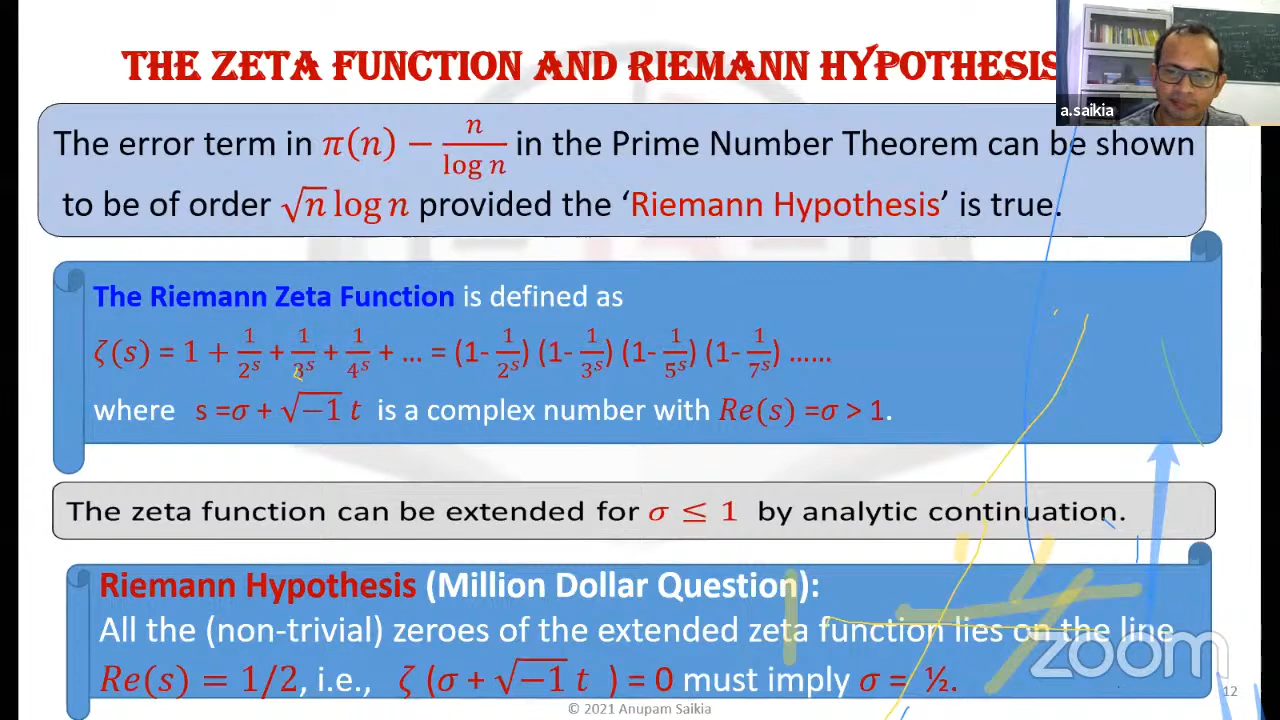 THE ZETA FUNCTION AND RIEMANN HYPOTHESIS
a.saikia
The error term in π(n) − n/log n in the Prime Number Theorem can be shown
to be of order √n log n provided the ‘Riemann Hypothesis’ is true.
The Riemann Zeta Function is defined as
ζ(s) = 1 + 1/2^s + 1/3^s + 1/4^s + ... = (1- 1/2^s) (1- 1/3^s) (1- 1/5^s) (1- 1/7^s) ......
where s =σ + √−1 t is a complex number with Re(s) =σ > 1.
The zeta function can be extended for σ ≤ 1 by analytic continuation.
Riemann Hypothesis (Million Dollar Question):
All the (non-trivial) zeroes of the extended zeta function lies on the line
Re(s) = 1/2, i.e., ζ (σ + √−1 t ) = 0 must imply σ = ½.
zoom
12
© 2021 Anupam Saikia